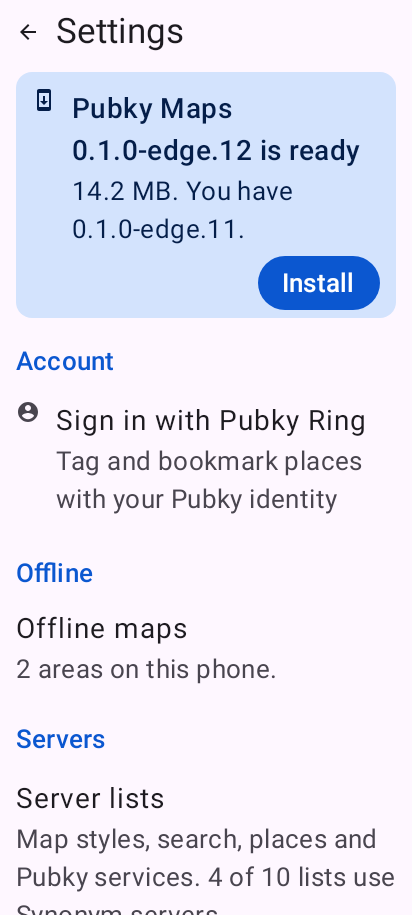 Settings
Pubky Maps
0.1.0-edge.12 is ready
14.2 MB. You have
0.1.0-edge.11.
Install
Account
Sign in with Pubky Ring
Tag and bookmark places
with your Pubky identity
Offline
Offline maps
2 areas on this phone.
Servers
Server lists
Map styles, search, places and
Pubky services. 4 of 10 lists use
Synonym servers